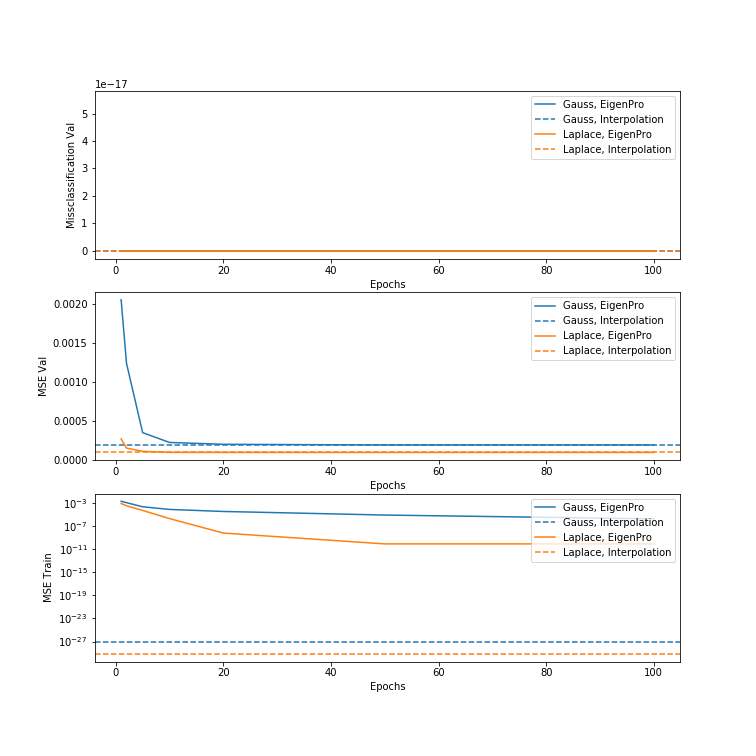 1e−17
Missclassification Val
5
4
3
2
1
0
Gauss, EigenPro
Gauss, Interpolation
Laplace, EigenPro
Laplace, Interpolation
0 20 40 60 80 100
Epochs
MSE Val
0.0020
0.0015
0.0010
0.0005
0.0000
Gauss, EigenPro
Gauss, Interpolation
Laplace, EigenPro
Laplace, Interpolation
0 20 40 60 80 100
Epochs
MSE Train
10⁻³
10⁻⁷
10⁻¹¹
10⁻¹⁵
10⁻¹⁹
10⁻²³
10⁻²⁷
Gauss, EigenPro
Gauss, Interpolation
Laplace, EigenPro
Laplace, Interpolation
0 20 40 60 80 100
Epochs